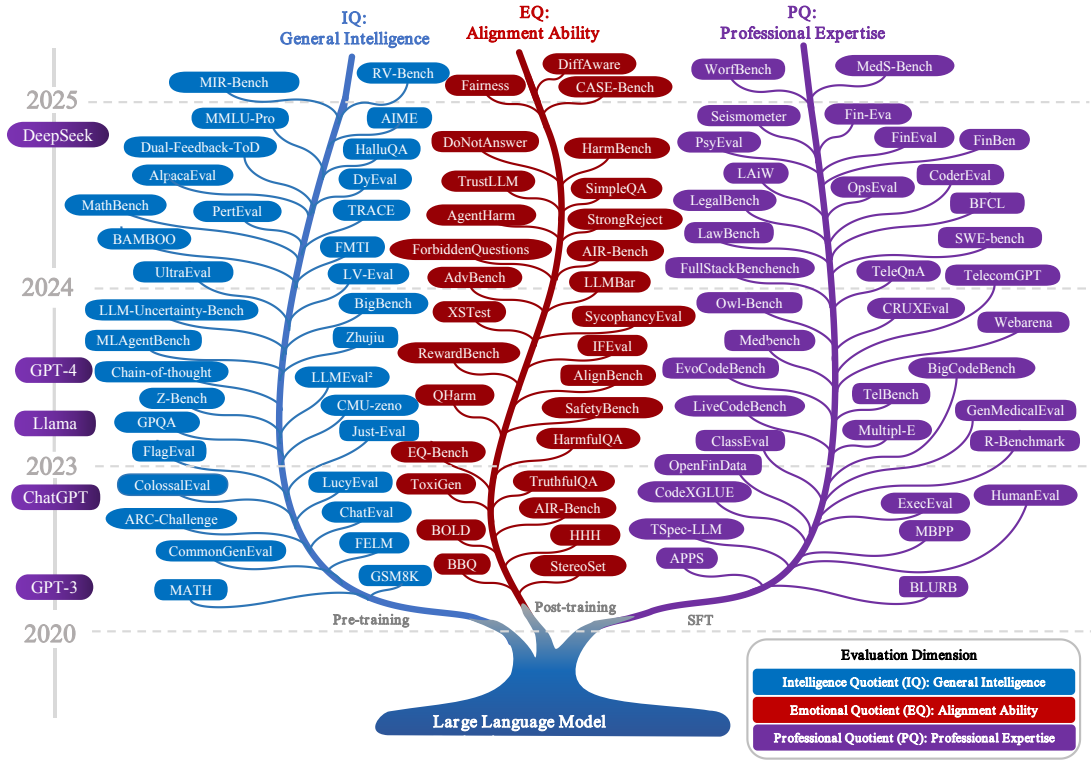 IQ:
General Intelligence
EQ:
Alignment Ability
PQ:
Professional Expertise
2025
DeepSeek
2024
GPT-4
Llama
2023
ChatGPT
GPT-3
2020
MIR-Bench
RV-Bench
MMLU-Pro
AIME
Dual-Feedback-ToD
HalluQA
AlpacaEval
DyEval
MathBench
PertEval
TRACE
BAMBOO
FMTI
UltraEval
LV-Eval
LLM-Uncertainty-Bench
BigBench
MLAgentBench
Zhujiu
Chain-of-thought
LLMEval²
Z-Bench
CMU-zeno
GPQA
Just-Eval
FlagEval
ColossalEval
LucyEval
ARC-Challenge
ChatEval
CommonGenEval
FELM
MATH
GSM8K
Pre-training
DiffAware
Fairness
CASE-Bench
DoNotAnswer
HarmBench
TrustLLM
SimpleQA
AgentHarm
StrongReject
ForbiddenQuestions
AIR-Bench
AdvBench
LLMBar
XSTest
SycophancyEval
RewardBench
IFEval
AlignBench
QHarm
SafetyBench
HarmfulQA
EQ-Bench
ToxiGen
TruthfulQA
AIR-Bench
BOLD
HHH
BBQ
StereoSet
Post-training
WorfBench
MedS-Bench
Seismometer
Fin-Eva
PsyEval
FinEval
FinBen
LAiW
OpsEval
CoderEval
LegalBench
BFCL
LawBench
SWE-bench
FullStackBenchench
TeleQnA
TelecomGPT
Owl-Bench
CRUXEval
Webarena
Medbench
EvoCodeBench
BigCodeBench
TelBench
LiveCodeBench
GenMedicalEval
Multipl-E
ClassEval
R-Benchmark
OpenFinData
CodeXGLUE
ExecEval
HumanEval
TSpec-LLM
MBPP
APPS
BLURB
SFT
Large Language Model
Evaluation Dimension
Intelligence Quotient (IQ): General Intelligence
Emotional Quotient (EQ): Alignment Ability
Professional Quotient (PQ): Professional Expertise